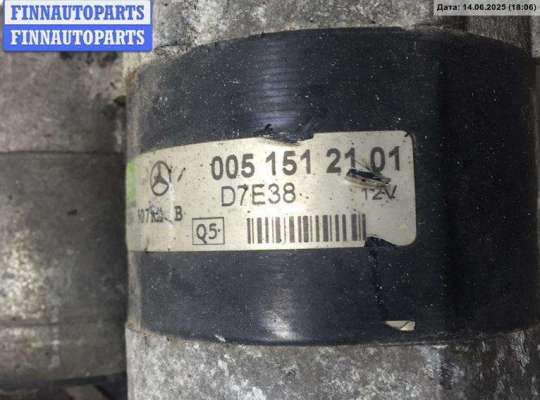 FINNAUTOPARTS
FINNAUTOPARTS
Дата: 14.06.2025 (18:06)
005 151 21 01
D7E38 12V
B
Q5